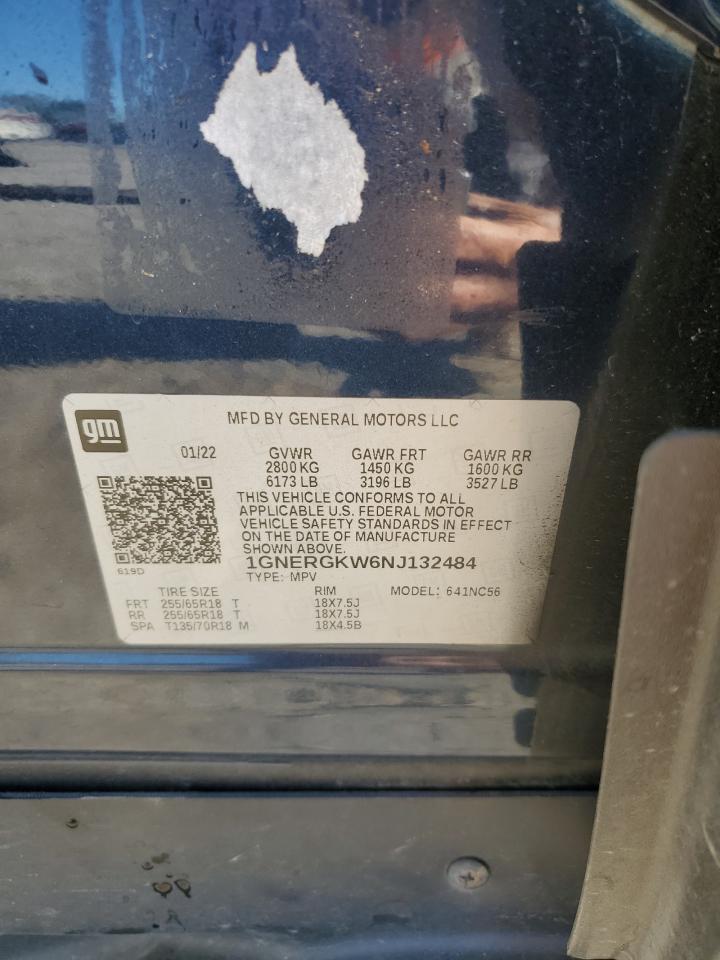 gm
MFD BY GENERAL MOTORS LLC
01/22 GVWR GAWR FRT GAWR RR
2800 KG 1450 KG 1600 KG
6173 LB 3196 LB 3527 LB
THIS VEHICLE CONFORMS TO ALL
APPLICABLE U.S. FEDERAL MOTOR
VEHICLE SAFETY STANDARDS IN EFFECT
ON THE DATE OF MANUFACTURE
SHOWN ABOVE.
619D
1GNERGKW6NJ132484
TYPE: MPV MODEL: 641NC56
TIRE SIZE RIM
FRT 255/65R18 T 18X7.5J
RR 255/65R18 T 18X7.5J
SPA T135/70R18 M 18X4.5B